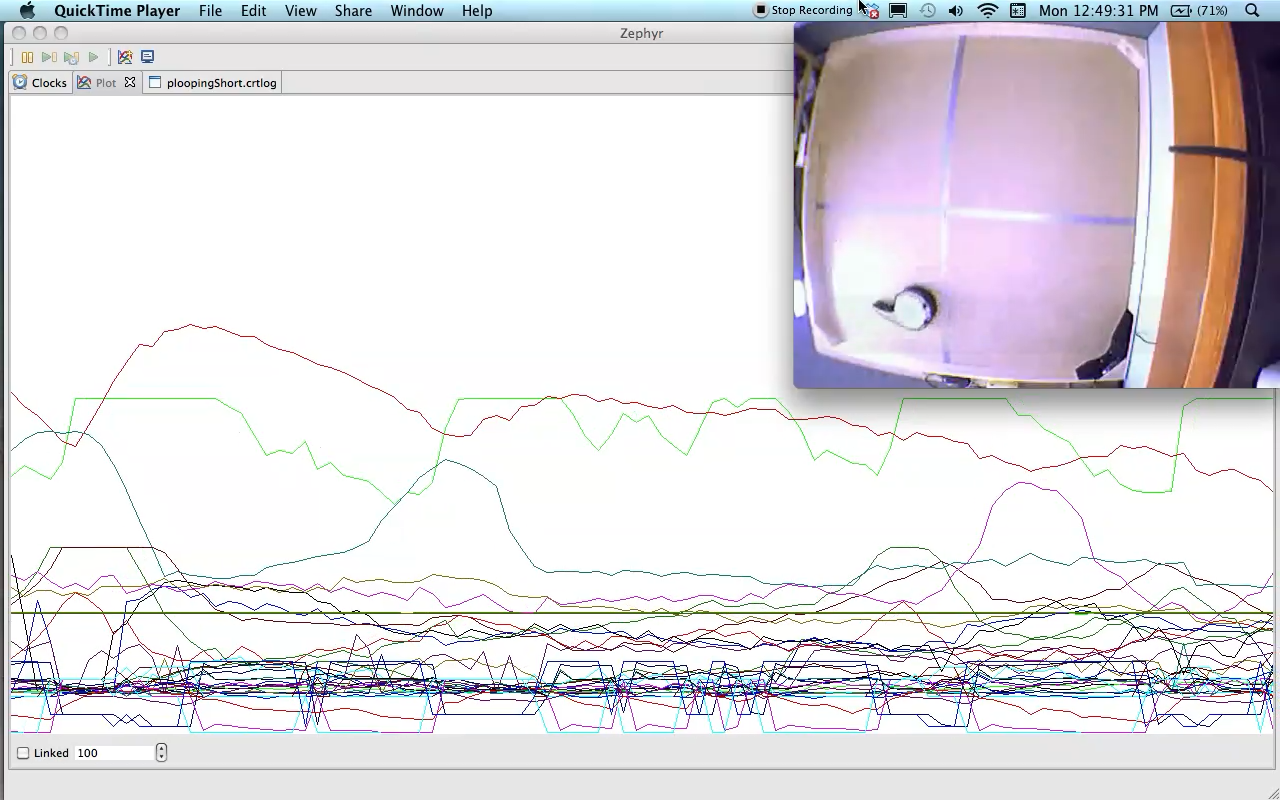 QuickTime Player File Edit View Share Window Help Stop Recording Mon 12:49:31 PM (71%)
Zephyr
Clocks Plot ploopingShort.crtlog
Linked 100